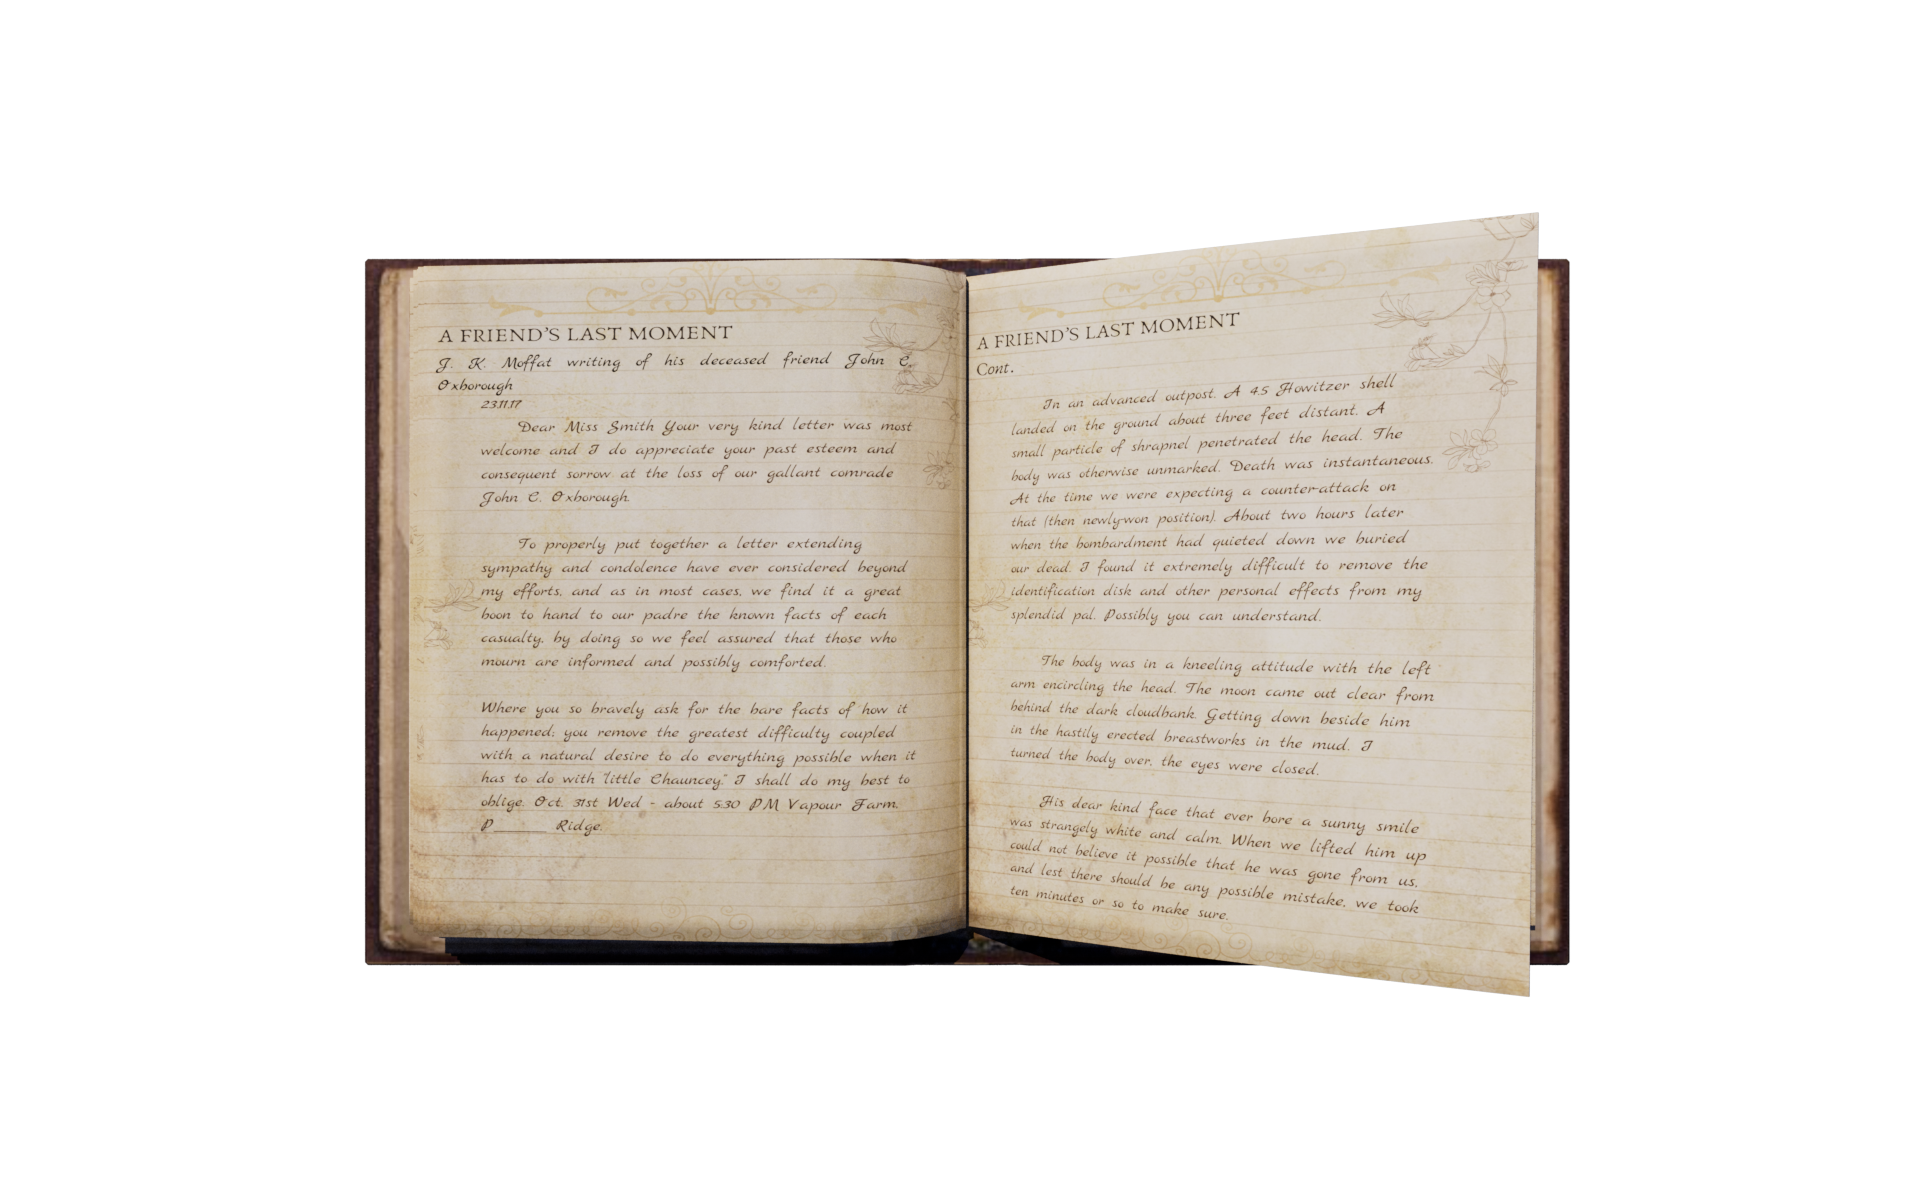 A FRIEND'S LAST MOMENT
J. K. Moffat writing of his deceased friend John C.
Oxborough
23.11.17
Dear Miss Smith Your very kind letter was most
welcome and I do appreciate your past esteem and
consequent sorrow at the loss of our gallant comrade
John C. Oxborough.
To properly put together a letter extending
sympathy and condolence have ever considered beyond
my efforts, and as in most cases, we find it a great
boon to hand to our padre the known facts of each
casualty, by doing so we feel assured that those who
mourn are informed and possibly comforted.
Where you so bravely ask for the bare facts of how it
happened; you remove the greatest difficulty coupled
with a natural desire to do everything possible when it
has to do with "little Chauncey." I shall do my best to
oblige. Oct. 31st Wed - about 5:30 PM Vapour Farm.
P______ Ridge.
A FRIEND'S LAST MOMENT
Cont.
In an advanced outpost. A 4.5 Howitzer shell
landed on the ground about three feet distant. A
small particle of shrapnel penetrated the head. The
body was otherwise unmarked. Death was instantaneous.
At the time we were expecting a counter-attack on
that (then newly-won position). About two hours later
when the bombardment had quieted down we buried
our dead. I found it extremely difficult to remove the
identification disk and other personal effects from my
splendid pal. Possibly you can understand.
The body was in a kneeling attitude with the left
arm encircling the head. The moon came out clear from
behind the dark cloudbank. Getting down beside him
in the hastily erected breastworks in the mud. I
turned the body over, the eyes were closed.
His dear kind face that ever bore a sunny smile
was strangely white and calm. When we lifted him up
could not believe it possible that he was gone from us,
and lest there should be any possible mistake, we took
ten minutes or so to make sure.